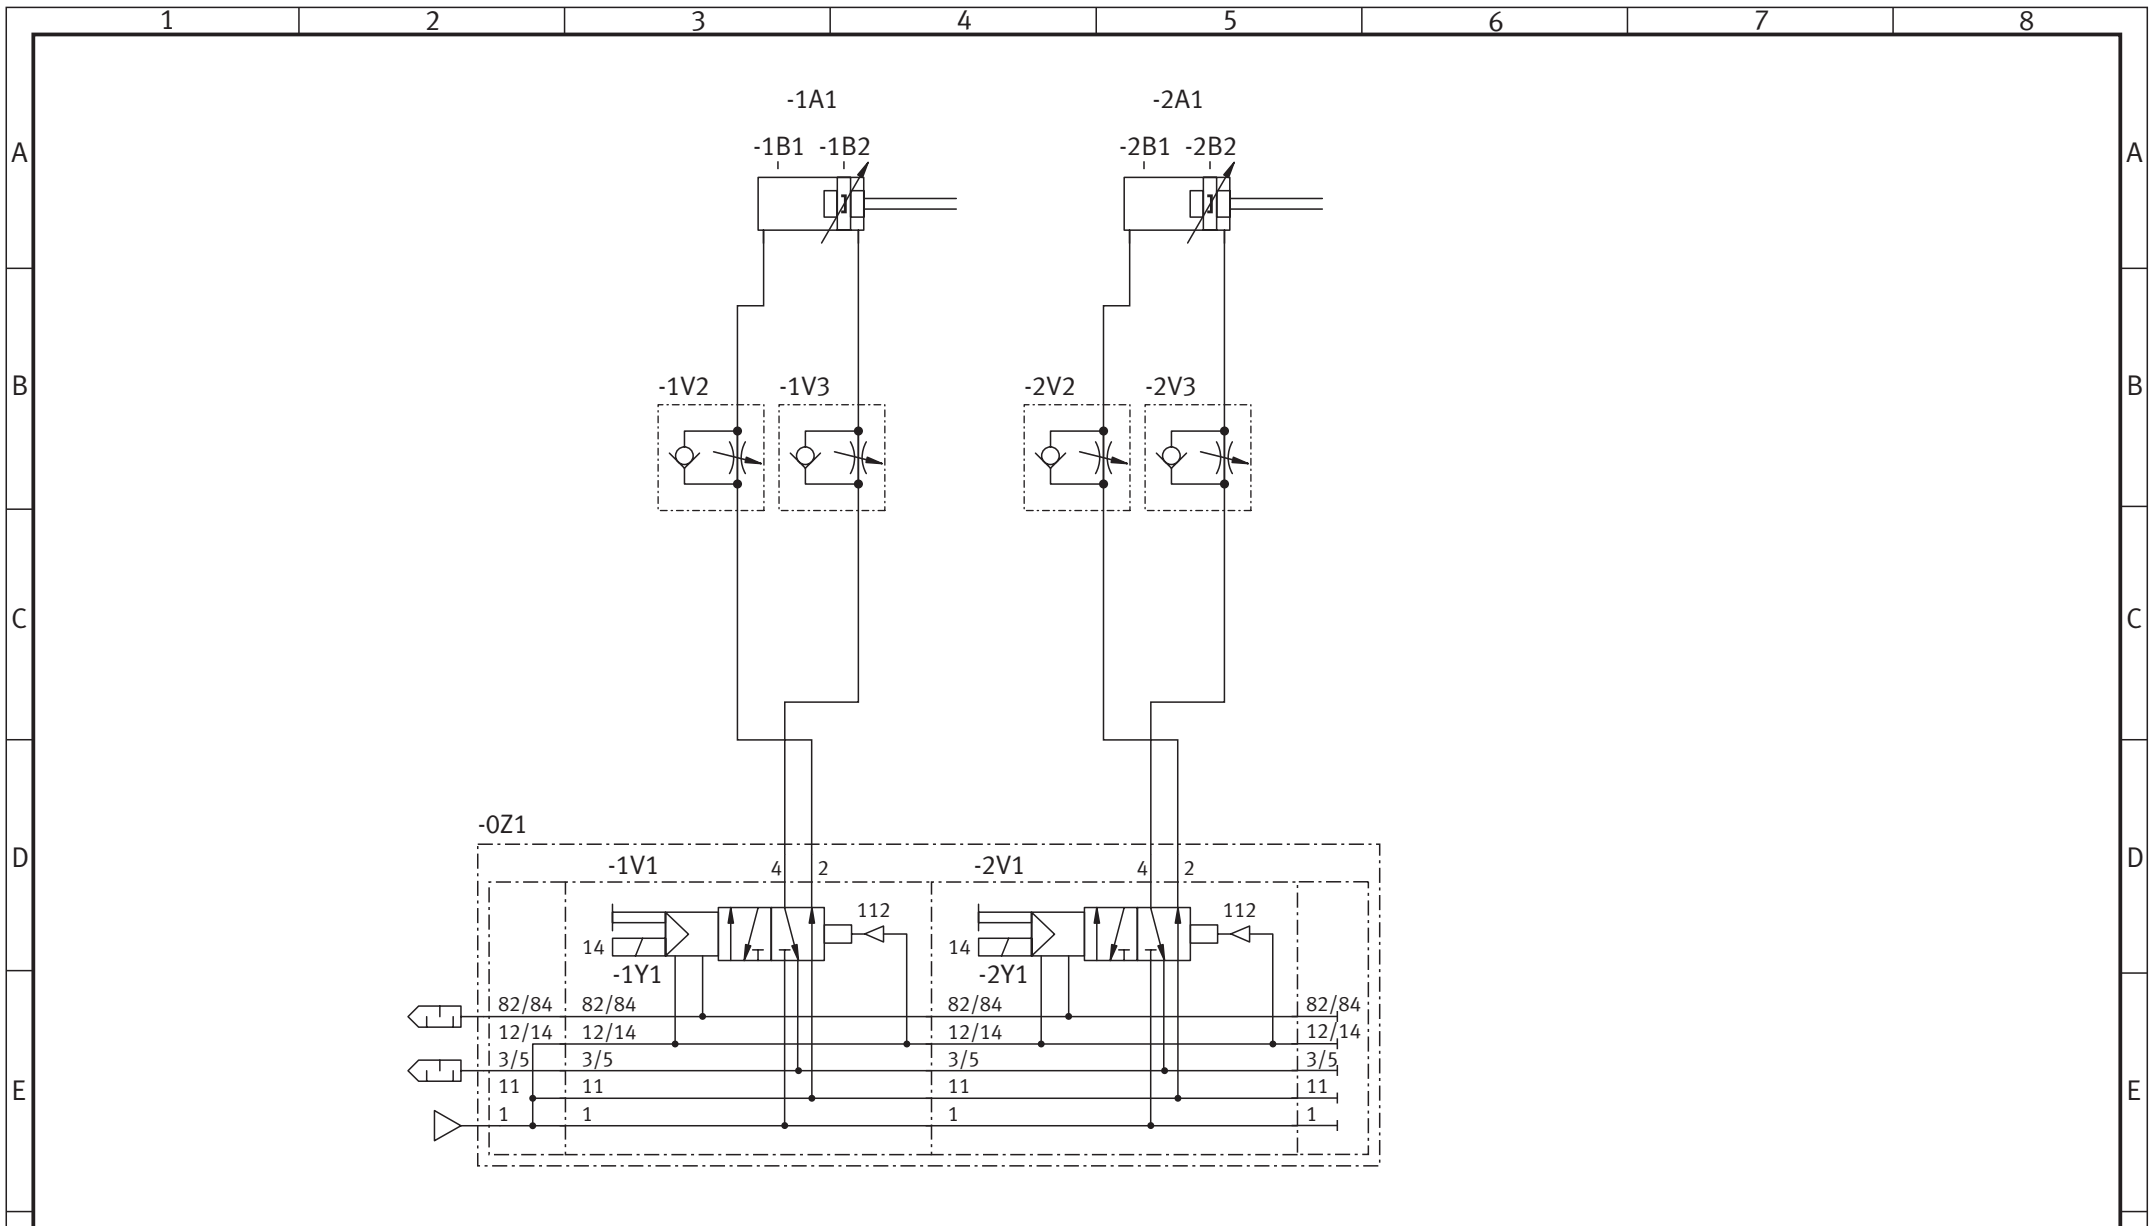 1 2 3 4 5 6 7 8
-1A1 -2A1
A -1B1 -1B2 -2B1 -2B2 A
B -1V2 -1V3 -2V2 -2V3 B
C C
-0Z1
D -1V1 4 2 -2V1 4 2 D
112 112
14 14
-1Y1 -2Y1
82/84 82/84 82/84 82/84
12/14 12/14 12/14 12/14
3/5 3/5 3/5 3/5
E 11 11 11 11 E
1 1 1 1